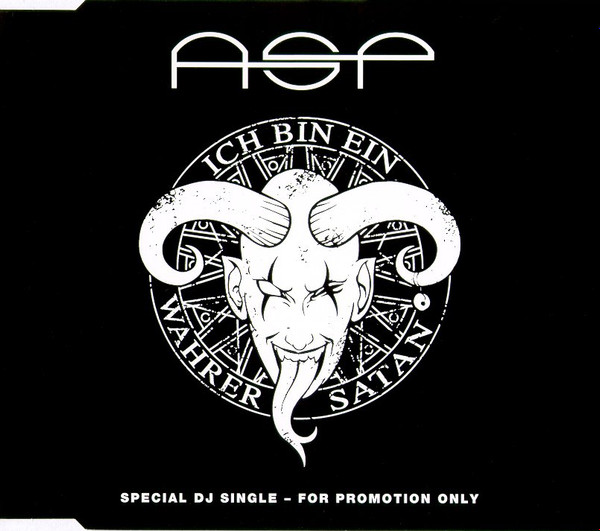 ASP
ICH BIN EIN
WAHRER SATAN
SPECIAL DJ SINGLE – FOR PROMOTION ONLY